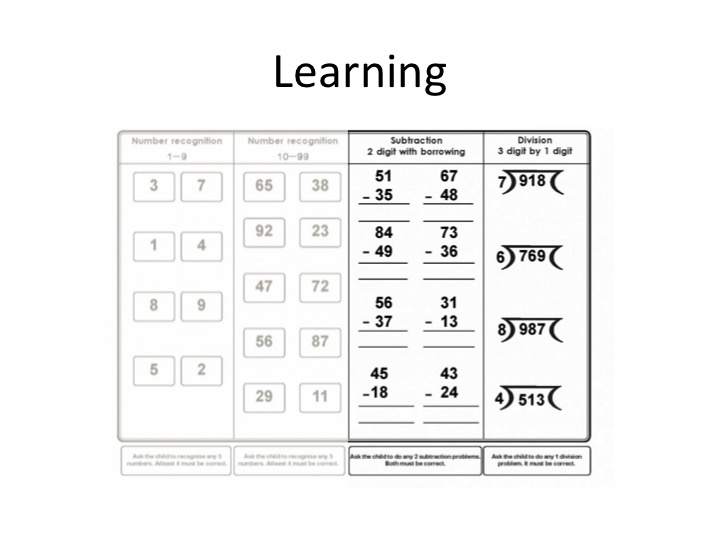 Learning
Number recognition
1–9
3 7
1 4
8 9
5 2
Ask the child to recognise any 5
numbers. Atleast 4 must be correct.
Number recognition
10–99
65 38
92 23
47 72
56 87
29 11
Ask the child to recognise any 5
numbers. Atleast 4 must be correct.
Subtraction
2 digit with borrowing
51 67
- 35 - 48
84 73
- 49 - 36
56 31
- 37 - 13
45 43
-18 - 24
Ask the child to do any 2 subtraction problems.
Both must be correct.
Division
3 digit by 1 digit
7)918(
6)769(
8)987(
4)513(
Ask the child to do any 1 division
problem. It must be correct.